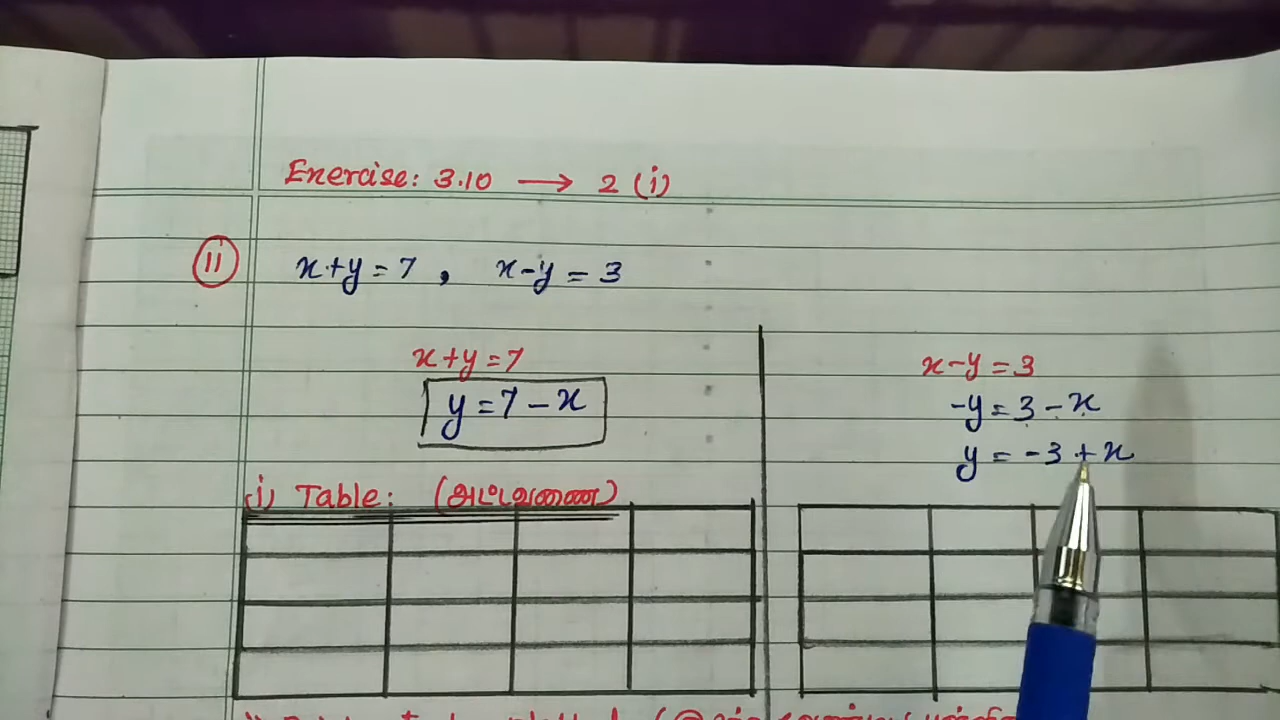 Exercise: 3.10 → 2 (i)
ii x+y=7 , x-y=3
x+y=7
y=7-x
x-y=3
-y=3-x
y=-3+x
(i) Table: (அட்டவணை)